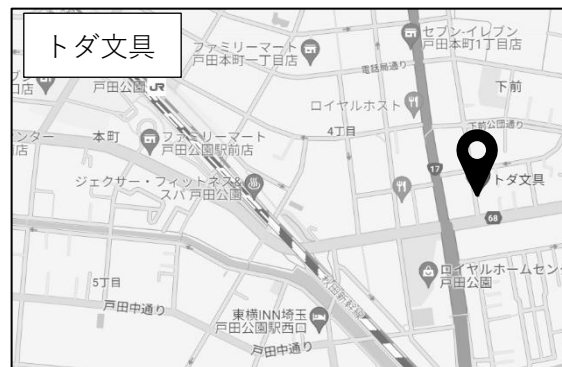 トダ文具
ファミリーマート
戸田本町一丁目店
セブン-イレブン
戸田本町1丁目店
電話局通り
戸田公園
JR
口店
ロイヤルホスト
下前
4丁目
下前公園通り
本町
ンター
店
ファミリーマート
戸田公園駅前店
17
トダ文具
ジェクサー・フィットネス&
スパ 戸田公園
68
5丁目
ロイヤルホームセン
戸田公園
戸田中通り
東横INN埼玉
戸田公園駅西口
戸田中通り